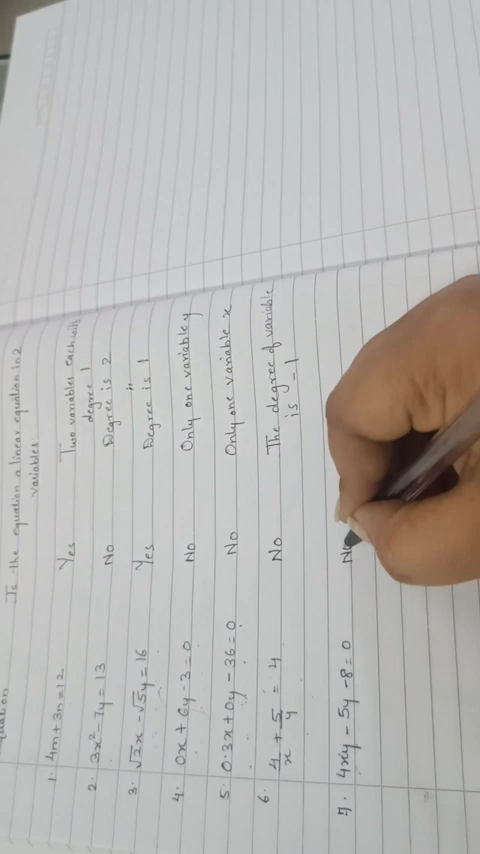 Is the equation a linear equation in 2
variables
1. 4m+3n=12 Yes Two variables each with
degree 1
2. 3x²-7y=13 No Degree is 2
3. √2x-√5y=16 Yes Degree is 1
4. 0x+6y-3=0 No Only one variable y
5. 0.3x+0y-36=0 No Only one variable x
6. 4/x + 5/y = 4 No The degree of variable
is -1
7. 4xy-5y-8=0 No